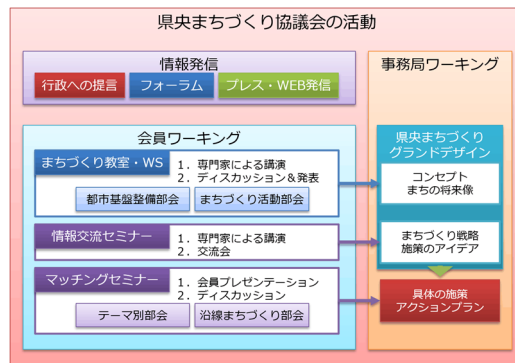 県央まちづくり協議会の活動
情報発信
行政への提言
フォーラム
プレス・WEB発信
会員ワーキング
まちづくり教室・WS
1．専門家による講演
2．ディスカッション＆発表
都市基盤整備部会
まちづくり活動部会
情報交流セミナー
1．専門家による講演
2．交流会
マッチングセミナー
1．会員プレゼンテーション
2．ディスカッション
テーマ別部会
沿線まちづくり部会
事務局ワーキング
県央まちづくり
グランドデザイン
コンセプト
まちの将来像
まちづくり戦略
施策のアイデア
具体の施策
アクションプラン